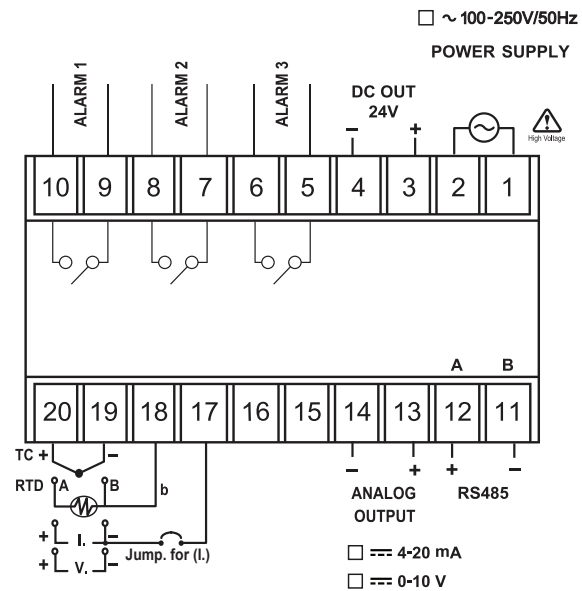 ~ 100-250V/50Hz
POWER SUPPLY
ALARM 1
ALARM 2
ALARM 3
DC OUT
24V
− +
High Voltage
10 9 8 7 6 5 4 3 2 1
A B
20 19 18 17 16 15 14 13 12 11
TC + −
− + + −
RTD A B b
ANALOG
OUTPUT
RS485
+ I. − Jump. for (I.)
+ V. −
4-20 mA
0-10 V